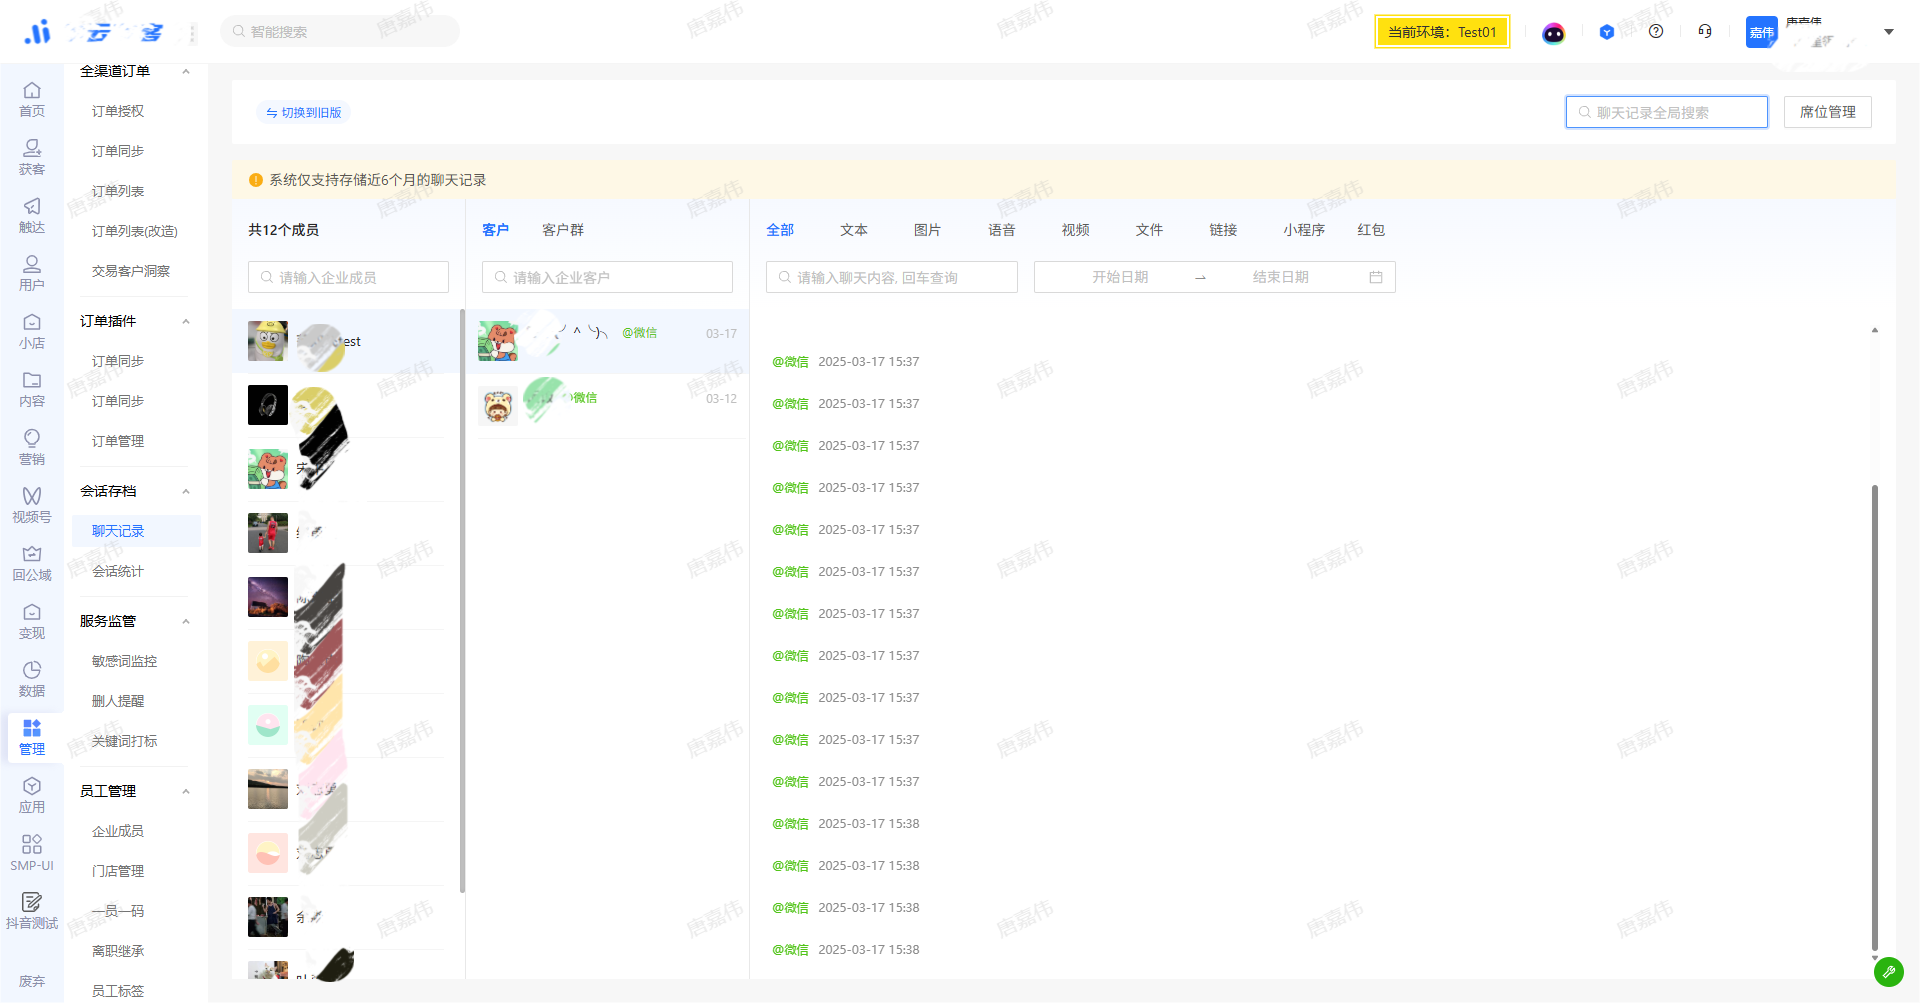 智能搜索
当前环境：Test01
嘉伟
唐嘉伟
首页
获客
触达
用户
小店
内容
营销
视频号
回公域
变现
数据
管理
应用
SMP-UI
抖音测试
废弃
全渠道订单
订单授权
订单同步
订单列表
订单列表(改造)
交易客户洞察
订单插件
订单同步
订单同步
订单管理
会话存档
聊天记录
会话统计
服务监管
敏感词监控
删人提醒
关键词打标
员工管理
企业成员
门店管理
一员一码
离职继承
员工标签
切换到旧版
聊天记录全局搜索
席位管理
系统仅支持存储近6个月的聊天记录
共12个成员
请输入企业成员
客户 客户群
请输入企业客户
@微信 03-17
@微信 03-12
全部 文本 图片 语音 视频 文件 链接 小程序 红包
请输入聊天内容, 回车查询
开始日期 → 结束日期
@微信 2025-03-17 15:37
@微信 2025-03-17 15:37
@微信 2025-03-17 15:37
@微信 2025-03-17 15:37
@微信 2025-03-17 15:37
@微信 2025-03-17 15:37
@微信 2025-03-17 15:37
@微信 2025-03-17 15:37
@微信 2025-03-17 15:37
@微信 2025-03-17 15:37
@微信 2025-03-17 15:37
@微信 2025-03-17 15:38
@微信 2025-03-17 15:38
@微信 2025-03-17 15:38
@微信 2025-03-17 15:38